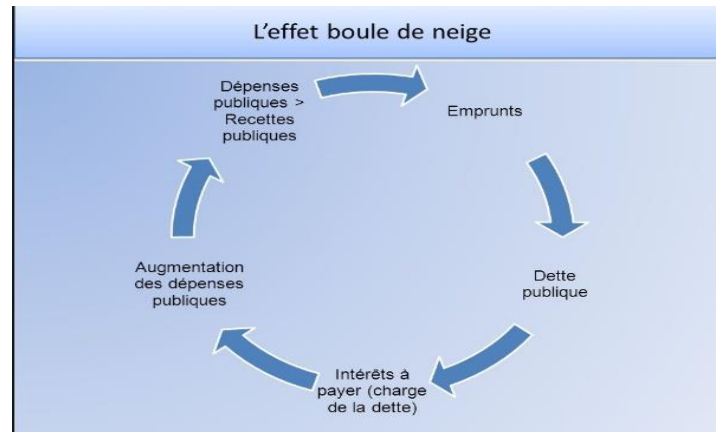 L'effet boule de neige
Dépenses
publiques >
Recettes
publiques
Emprunts
Dette
publique
Intérêts à
payer (charge
de la dette)
Augmentation
des dépenses
publiques